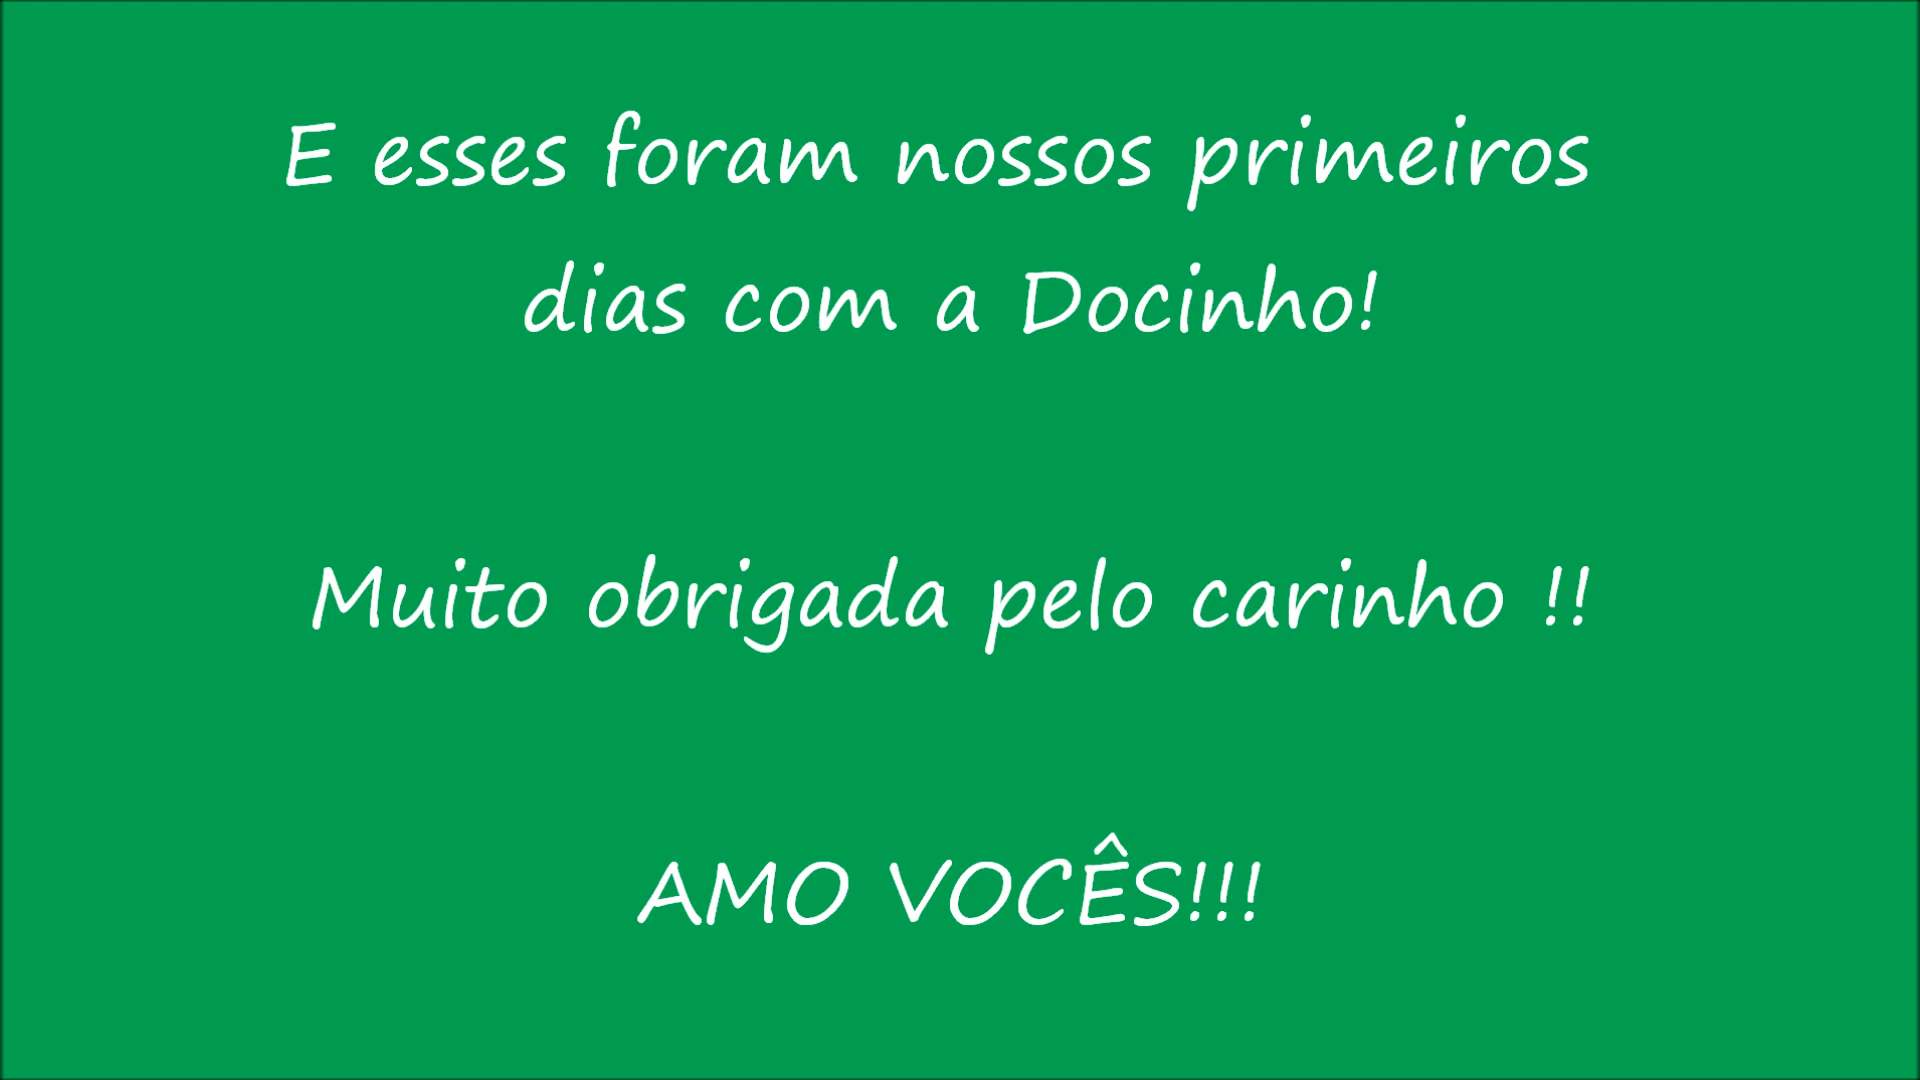 E esses foram nossos primeiros
dias com a Docinho!
Muito obrigada pelo carinho !!
AMO VOCÊS!!!